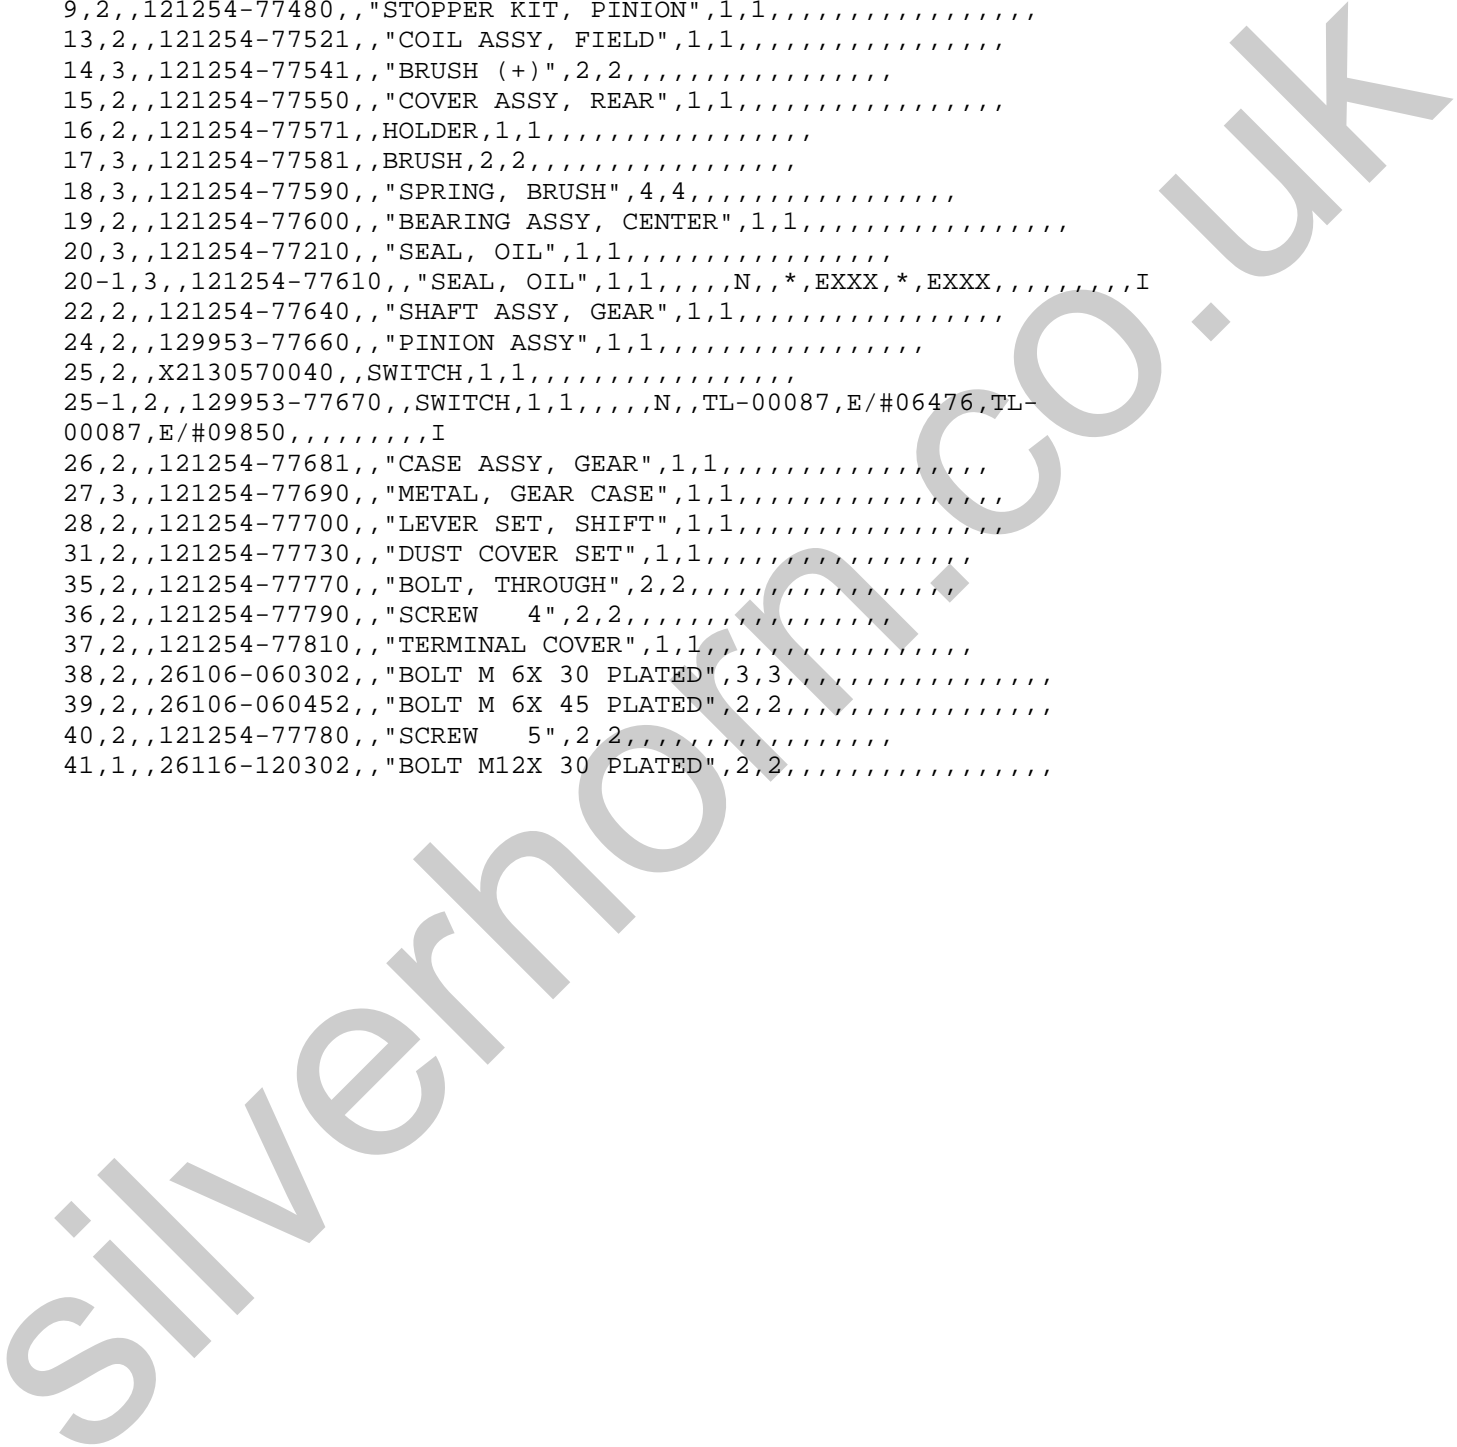 9,2,,121254-77480,,"STOPPER KIT, PINION",1,1,,,,,,,,,,,,,,,,,
13,2,,121254-77521,,"COIL ASSY, FIELD",1,1,,,,,,,,,,,,,,,,,
14,3,,121254-77541,,"BRUSH (+)",2,2,,,,,,,,,,,,,,,,,
15,2,,121254-77550,,"COVER ASSY, REAR",1,1,,,,,,,,,,,,,,,,,
16,2,,121254-77571,,HOLDER,1,1,,,,,,,,,,,,,,,,,
17,3,,121254-77581,,BRUSH,2,2,,,,,,,,,,,,,,,,,
18,3,,121254-77590,,"SPRING, BRUSH",4,4,,,,,,,,,,,,,,,,,
19,2,,121254-77600,,"BEARING ASSY, CENTER",1,1,,,,,,,,,,,,,,,,,
20,3,,121254-77210,,"SEAL, OIL",1,1,,,,,,,,,,,,,,,,,
20-1,3,,121254-77610,,"SEAL, OIL",1,1,,,,,N,,*,EXXX,*,EXXX,,,,,,,,,I
22,2,,121254-77640,,"SHAFT ASSY, GEAR",1,1,,,,,,,,,,,,,,,,,
24,2,,129953-77660,,"PINION ASSY",1,1,,,,,,,,,,,,,,,,,
25,2,,X2130570040,,SWITCH,1,1,,,,,,,,,,,,,,,,,
25-1,2,,129953-77670,,SWITCH,1,1,,,,,N,,TL-00087,E/#06476,TL-
00087,E/#09850,,,,,,,,,I
26,2,,121254-77681,,"CASE ASSY, GEAR",1,1,,,,,,,,,,,,,,,,,
27,3,,121254-77690,,"METAL, GEAR CASE",1,1,,,,,,,,,,,,,,,,,
28,2,,121254-77700,,"LEVER SET, SHIFT",1,1,,,,,,,,,,,,,,,,,
31,2,,121254-77730,,"DUST COVER SET",1,1,,,,,,,,,,,,,,,,,
35,2,,121254-77770,,"BOLT, THROUGH",2,2,,,,,,,,,,,,,,,,,
36,2,,121254-77790,,"SCREW   4",2,2,,,,,,,,,,,,,,,,,
37,2,,121254-77810,,"TERMINAL COVER",1,1,,,,,,,,,,,,,,,,,
38,2,,26106-060302,,"BOLT M 6X 30 PLATED",3,3,,,,,,,,,,,,,,,,,
39,2,,26106-060452,,"BOLT M 6X 45 PLATED",2,2,,,,,,,,,,,,,,,,,
40,2,,121254-77780,,"SCREW   5",2,2,,,,,,,,,,,,,,,,,
41,1,,26116-120302,,"BOLT M12X 30 PLATED",2,2,,,,,,,,,,,,,,,,,
silverhorn.co.uk